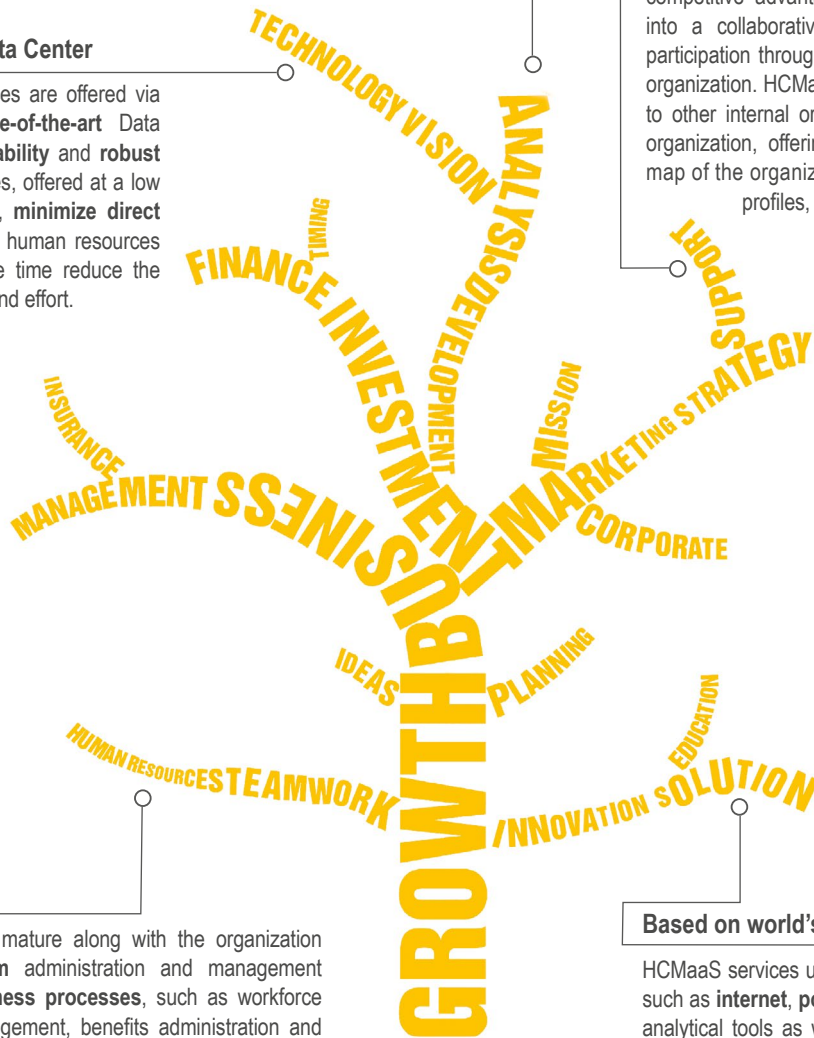 ta Center
es are offered via
e-of-the-art Data
ability and robust
es, offered at a low
, minimize direct
human resources
e time reduce the
nd effort.
competitive advant
into a collaborativ
participation through
organization. HCMa
to other internal or
organization, offerin
map of the organiz
profiles,
TECHNOLOGY VISION
ANALYSIS DEVELOPMENT
TIMING
FINANCE INVESTMENT
SUPPORT
MARKETING STRATEGY
MISSION
CORPORATE
INSURANCE
MANAGEMENT BUSINESS
IDEAS
PLANNING
HUMAN RESOURCES TEAMWORK
EDUCATION
INNOVATION SOLUTION
GROWTH
mature along with the organization
m administration and management
ness processes, such as workforce
agement, benefits administration and
Based on world's
HCMaaS services u
such as internet, po
analytical tools as w